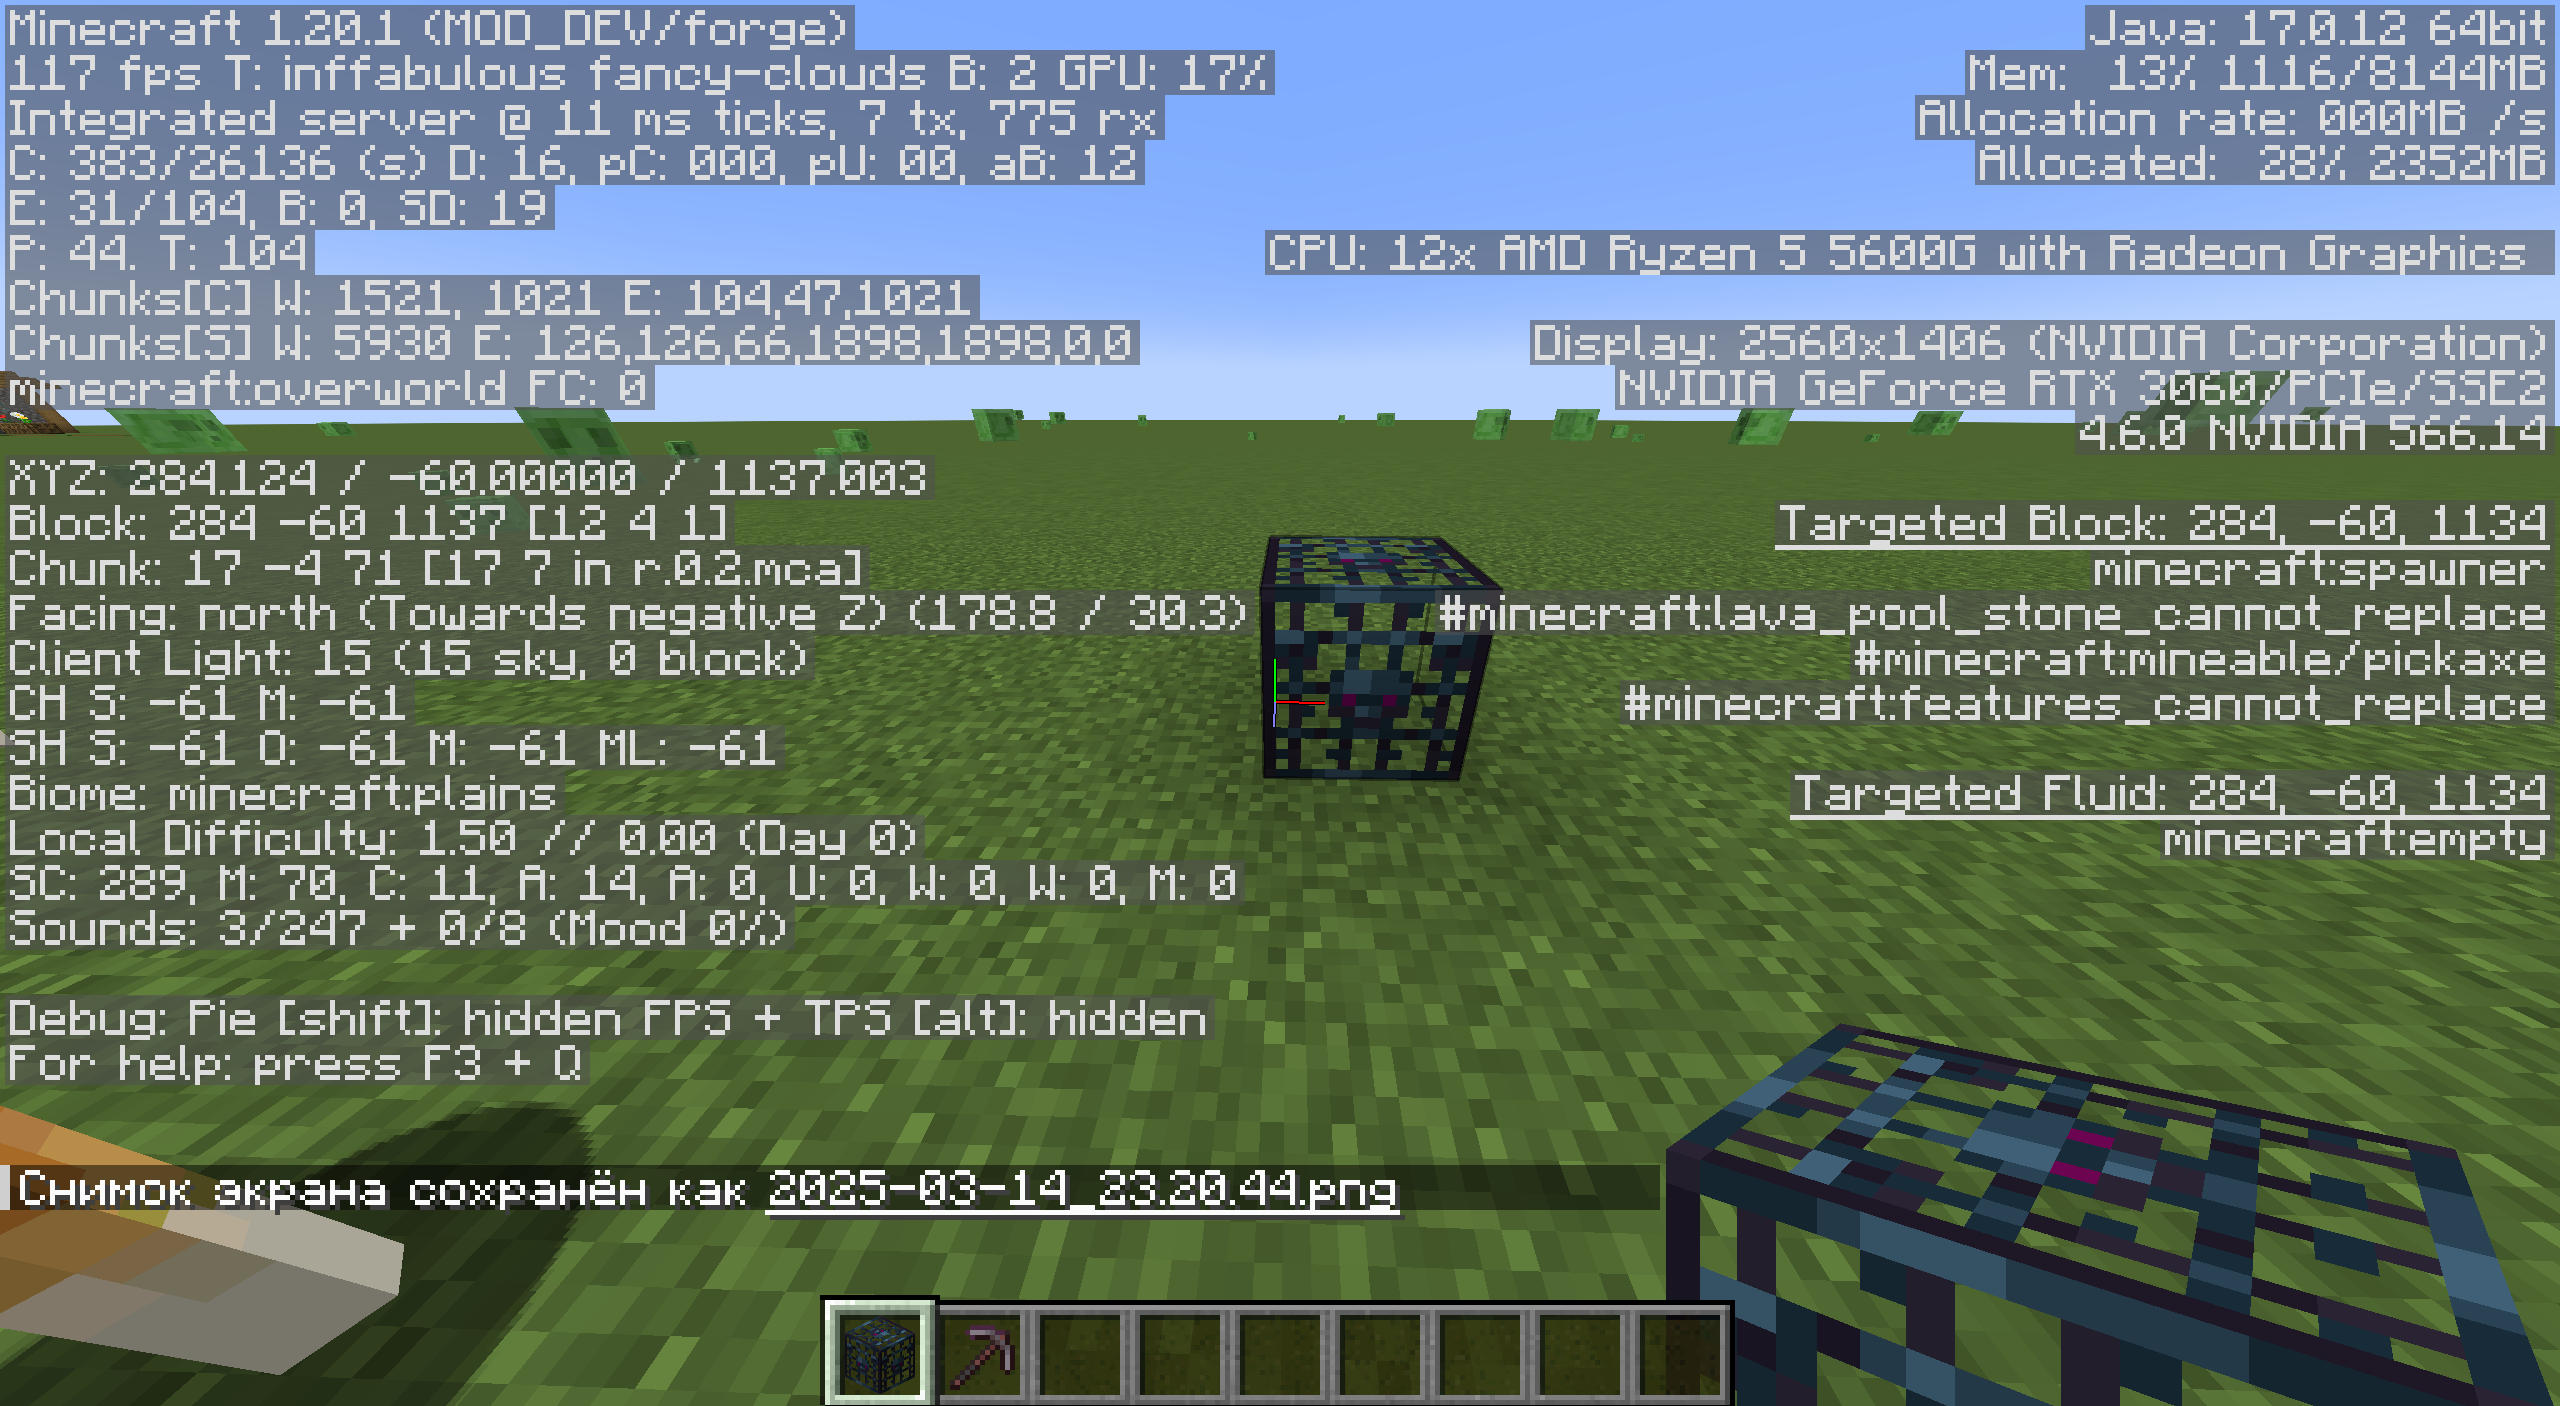 Minecraft 1.20.1 (MOD_DEV/forge)
117 fps T: inffabulous fancy-clouds B: 2 GPU: 17%
Integrated server @ 11 ms ticks, 7 tx, 775 rx
C: 383/26136 (s) D: 16, pC: 000, pU: 00, aB: 12
E: 31/104, B: 0, SD: 19
P: 44. T: 104
Chunks[C] W: 1521, 1021 E: 104,47,1021
Chunks[S] W: 5930 E: 126,126,66,1898,1898,0,0
minecraft:overworld FC: 0
XYZ: 284.124 / -60.00000 / 1137.003
Block: 284 -60 1137 [12 4 1]
Chunk: 17 -4 71 [17 7 in r.0.2.mca]
Facing: north (Towards negative Z) (178.8 / 30.3)
Client Light: 15 (15 sky, 0 block)
CH S: -61 M: -61
SH S: -61 O: -61 M: -61 ML: -61
Biome: minecraft:plains
Local Difficulty: 1.50 // 0.00 (Day 0)
SC: 289, M: 70, C: 11, A: 14, A: 0, U: 0, W: 0, W: 0, M: 0
Sounds: 3/247 + 0/8 (Mood 0%)
Debug: Pie [shift]: hidden FPS + TPS [alt]: hidden
For help: press F3 + Q
Java: 17.0.12 64bit
Mem: 13% 1116/8144MB
Allocation rate: 000MB /s
Allocated: 28% 2352MB
CPU: 12x AMD Ryzen 5 5600G with Radeon Graphics
Display: 2560x1406 (NVIDIA Corporation)
NVIDIA GeForce RTX 3060/PCIe/SSE2
4.6.0 NVIDIA 566.14
Targeted Block: 284, -60, 1134
minecraft:spawner
#minecraft:lava_pool_stone_cannot_replace
#minecraft:mineable/pickaxe
#minecraft:features_cannot_replace
Targeted Fluid: 284, -60, 1134
minecraft:empty
Снимок экрана сохранён как 2025-03-14_23.20.44.png